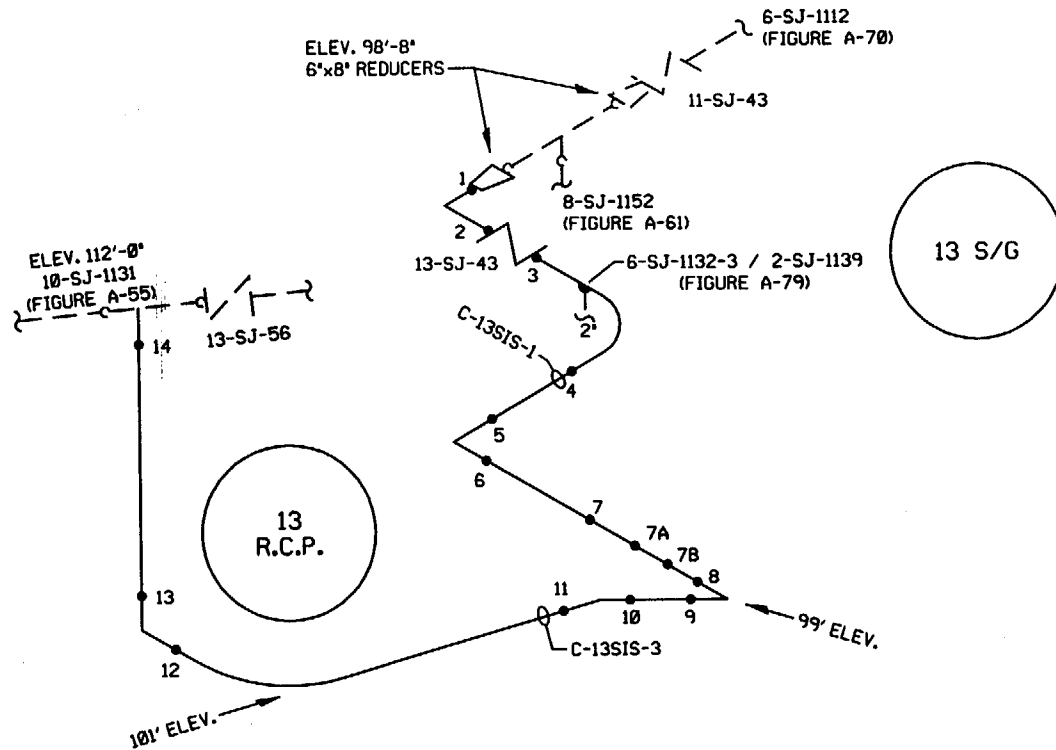 6-SJ-1112
(FIGURE A-70)
ELEV. 98'-8"
6"x8" REDUCERS
11-SJ-43
1
8-SJ-1152
(FIGURE A-61)
2
13-SJ-43
3
6-SJ-1132-3 / 2-SJ-1139
(FIGURE A-79)
2"
13 S/G
ELEV. 112'-0"
10-SJ-1131
(FIGURE A-55)
13-SJ-56
14
C-13SIS-1
4
5
6
7
7A
7B
8
13
R.C.P.
13
11
10
9
99' ELEV.
C-13SIS-3
12
101' ELEV.